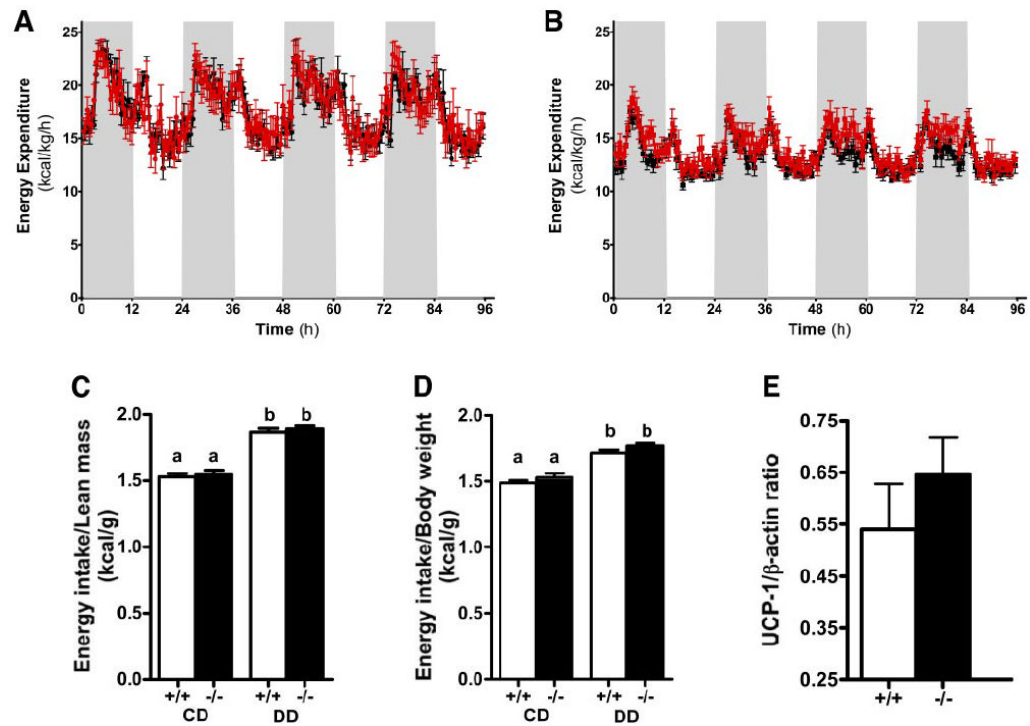 A
Energy Expenditure
(kcal/kg/h)
25
20
15
10
5
0
0 12 24 36 48 60 72 84 96
Time (h)
B
Energy Expenditure
(kcal/kg/h)
25
20
15
10
5
0
0 12 24 36 48 60 72 84 96
Time (h)
C
Energy intake/Lean mass
(kcal/g)
2.0
1.5
1.0
0.5
0.0
a a b b
+/+ -/- +/+ -/-
CD DD
D
Energy intake/Body weight
(kcal/g)
2.0
1.5
1.0
0.5
0.0
a a b b
+/+ -/- +/+ -/-
CD DD
E
UCP-1/β-actin ratio
0.75
0.65
0.55
0.45
0.35
0.25
+/+ -/-